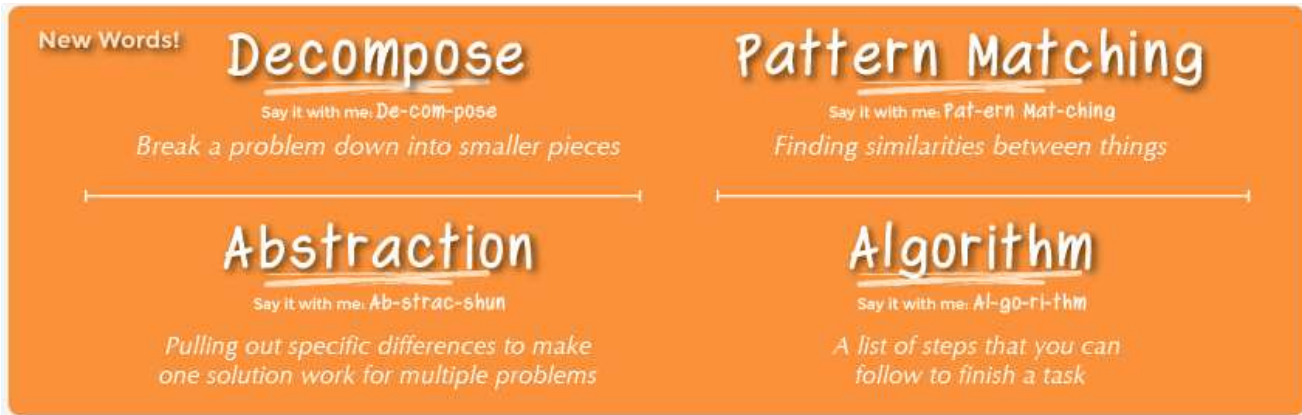 New Words!
Decompose
Say it with me: De-com-pose
Break a problem down into smaller pieces
Pattern Matching
Say it with me: Pat-ern Mat-ching
Finding similarities between things
Abstraction
Say it with me: Ab-strac-shun
Pulling out specific differences to make
one solution work for multiple problems
Algorithm
Say it with me: Al-go-ri-thm
A list of steps that you can
follow to finish a task